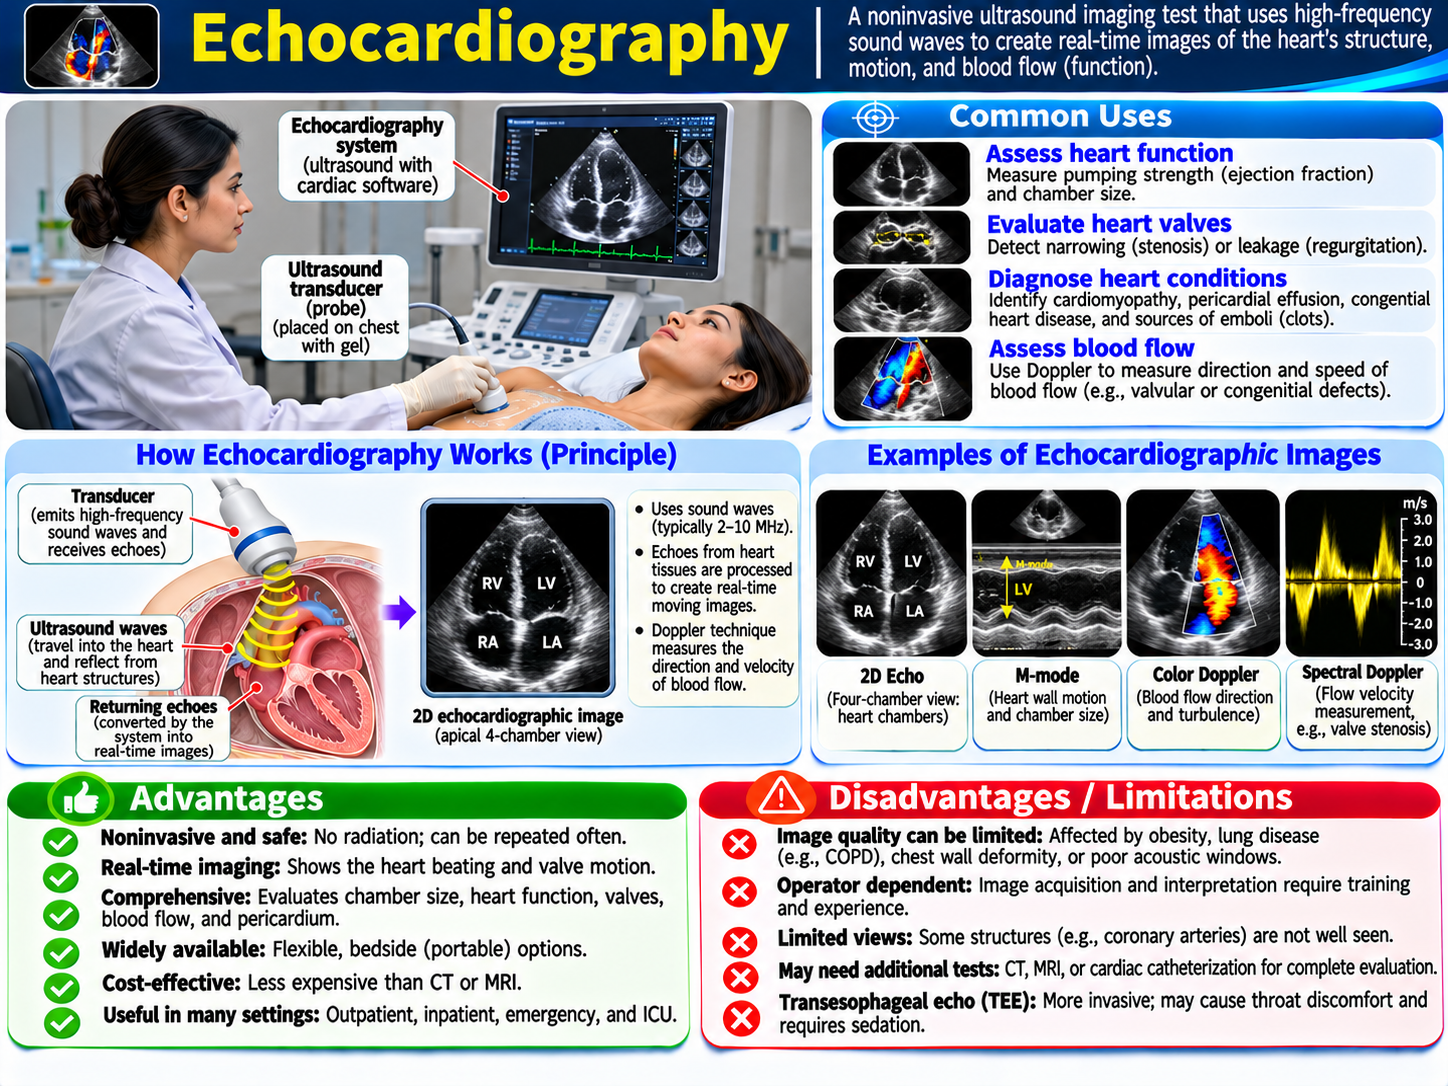 Echocardiography
A noninvasive ultrasound imaging test that uses high-frequency
sound waves to create real-time images of the heart's structure,
motion, and blood flow (function).
Echocardiography
system
(ultrasound with
cardiac software)
Ultrasound
transducer
(probe)
(placed on chest
with gel)
Common Uses
Assess heart function
Measure pumping strength (ejection fraction)
and chamber size.
Evaluate heart valves
Detect narrowing (stenosis) or leakage (regurgitation).
Diagnose heart conditions
Identify cardiomyopathy, pericardial effusion, congential
heart disease, and sources of emboli (clots).
Assess blood flow
Use Doppler to measure direction and speed of
blood flow (e.g., valvular or congenitial defects).
How Echocardiography Works (Principle)
Transducer
(emits high-frequency
sound waves and
receives echoes)
Ultrasound waves
(travel into the heart
and reflect from
heart structures)
Returning echoes
(converted by the
system into
real-time images)
RV LV
RA LA
2D echocardiographic image
(apical 4-chamber view)
• Uses sound waves
(typically 2–10 MHz).
• Echoes from heart
tissues are processed
to create real-time
moving images.
• Doppler technique
measures the
direction and velocity
of blood flow.
Examples of Echocardiographic Images
RV LV
RA LA
2D Echo
(Four-chamber view:
heart chambers)
M-mode
LV
M-mode
(Heart wall motion
and chamber size)
Color Doppler
(Blood flow direction
and turbulence)
m/s
3.0
2.0
1.0
0
-1.0
-2.0
-3.0
Spectral Doppler
(Flow velocity
measurement,
e.g., valve stenosis)
Advantages
Noninvasive and safe: No radiation; can be repeated often.
Real-time imaging: Shows the heart beating and valve motion.
Comprehensive: Evaluates chamber size, heart function, valves,
blood flow, and pericardium.
Widely available: Flexible, bedside (portable) options.
Cost-effective: Less expensive than CT or MRI.
Useful in many settings: Outpatient, inpatient, emergency, and ICU.
Disadvantages / Limitations
Image quality can be limited: Affected by obesity, lung disease
(e.g., COPD), chest wall deformity, or poor acoustic windows.
Operator dependent: Image acquisition and interpretation require training
and experience.
Limited views: Some structures (e.g., coronary arteries) are not well seen.
May need additional tests: CT, MRI, or cardiac catheterization for complete evaluation.
Transesophageal echo (TEE): More invasive; may cause throat discomfort and
requires sedation.